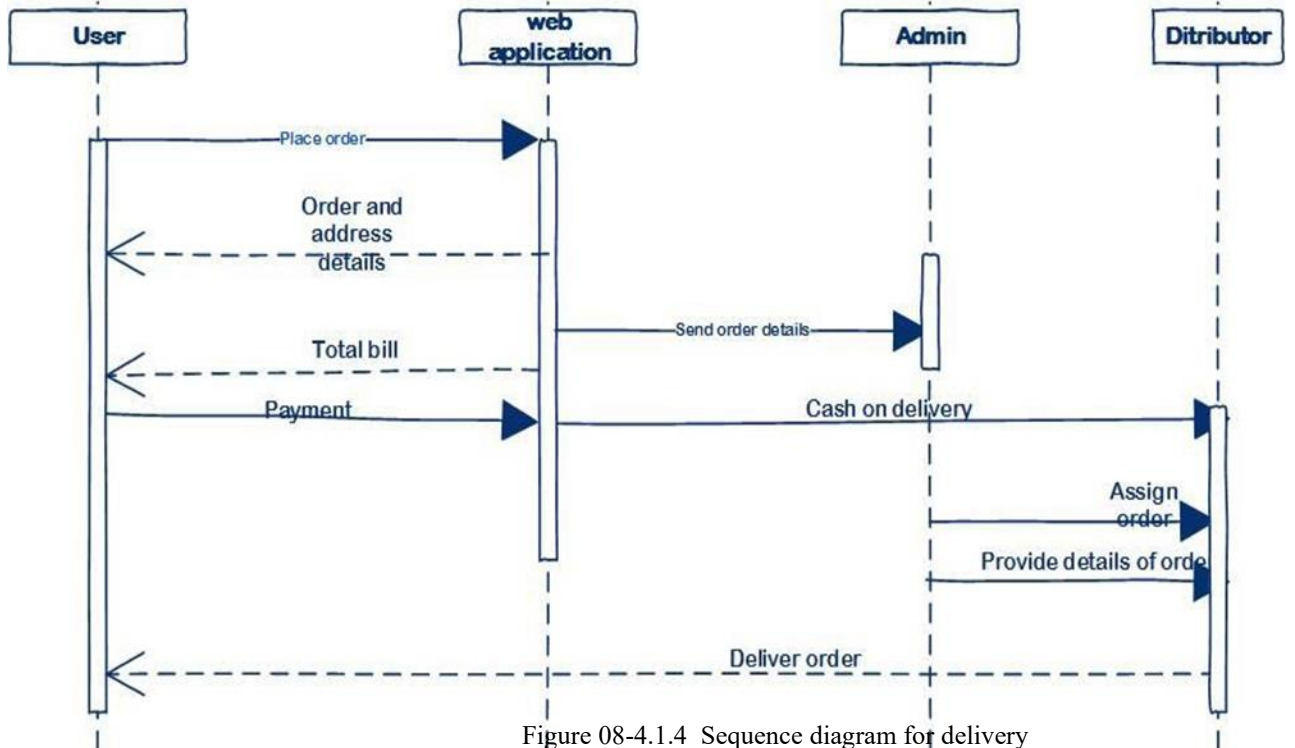 User
web
application
Admin
Ditributor
Place order
Order and
address
details
Send order details
Total bill
Payment
Cash on delivery
Assign
order
Provide details of orde
Deliver order
Figure 08-4.1.4 Sequence diagram for delivery